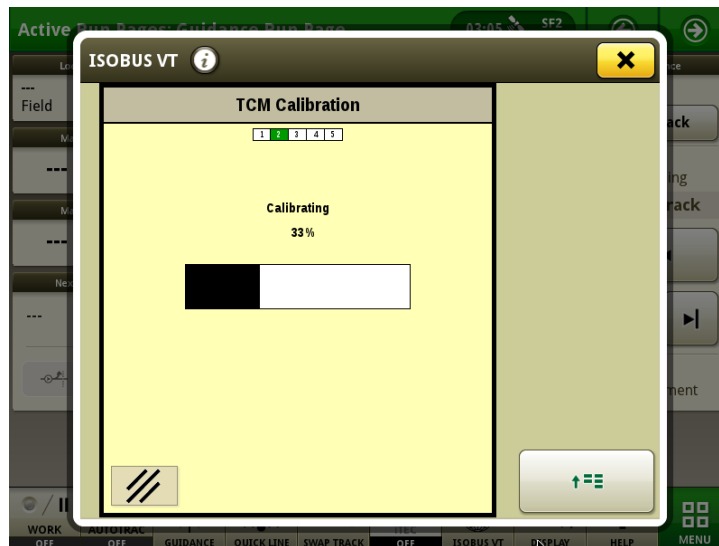 Active Run Pages: Guidance Run Page
03:05
SF2
ISOBUS VT
i
TCM Calibration
1 2 3 4 5
Calibrating
33%
---
Field
---
---
Nex
---
ack
ing
rack
ment
WORK
OFF
AUTOTRAC
OFF
GUIDANCE
QUICK LINE
SWAP TRACK
iTEC
OFF
ISOBUS VT
DISPLAY
HELP
MENU